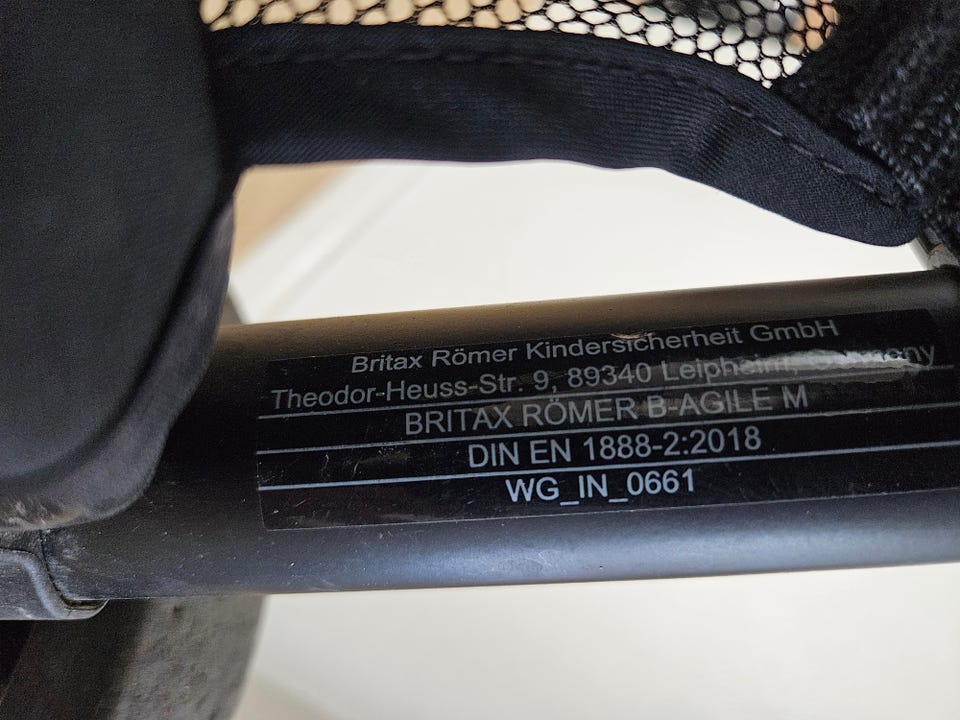 Britax Römer Kindersicherheit GmbH
Theodor-Heuss-Str. 9, 89340 Leipheim, Germany
BRITAX RÖMER B-AGILE M
DIN EN 1888-2:2018
WG_IN_0661